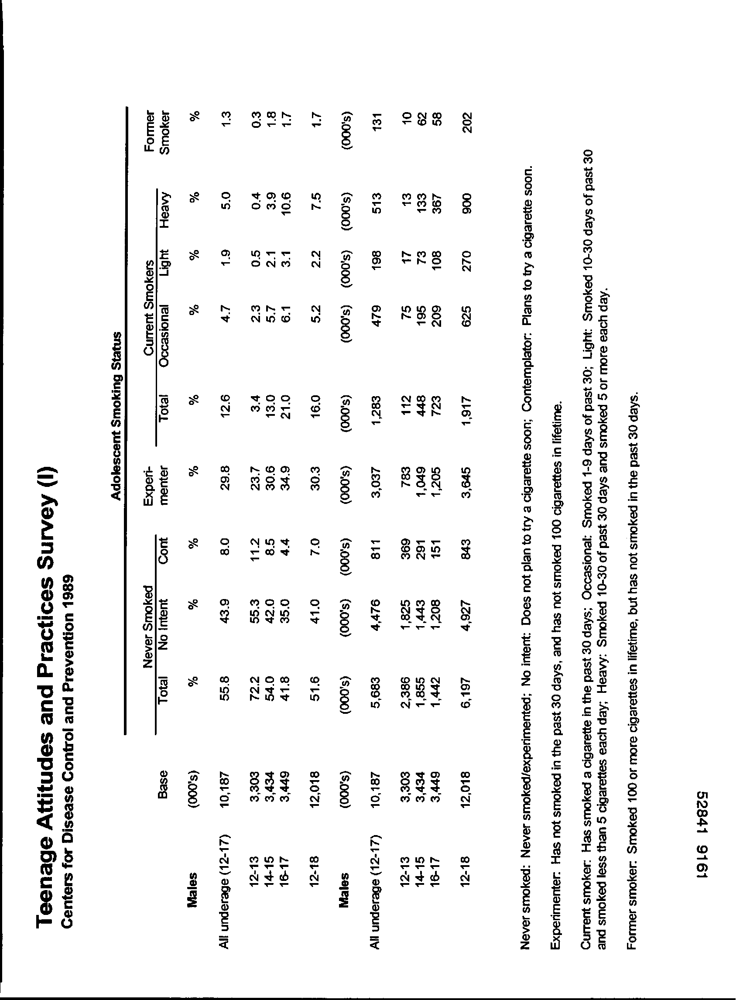 Teenage Attitudes and Practices Survey (I)
Centers for Disease Control and Prevention 1989
Adolescent Smoking Status
Never Smoked Experi- Current Smokers Former
Base Total No Intent Cont menter Total Occasional Light Heavy Smoker
Males (000's) % % % % % % % % %
All underage (12-17) 10,187 55.8 43.9 8.0 29.8 12.6 4.7 1.9 5.0 1.3
12-13 3,303 72.2 55.3 11.2 23.7 3.4 2.3 0.5 0.4 0.3
14-15 3,434 54.0 42.0 8.5 30.6 13.0 5.7 2.1 3.9 1.8
16-17 3,449 41.8 35.0 4.4 34.9 21.0 6.1 3.1 10.6 1.7
12-18 12,018 51.6 41.0 7.0 30.3 16.0 5.2 2.2 7.5 1.7
Males (000's) (000's) (000's) (000's) (000's) (000's) (000's) (000's) (000's) (000's)
All underage (12-17) 10,187 5,683 4,476 811 3,037 1,283 479 198 513 131
12-13 3,303 2,386 1,825 369 783 112 75 17 13 10
14-15 3,434 1,855 1,443 291 1,049 448 195 73 133 62
16-17 3,449 1,442 1,208 151 1,205 723 209 108 367 58
12-18 12,018 6,197 4,927 843 3,645 1,917 625 270 900 202
Never smoked: Never smoked/experimented; No intent: Does not plan to try a cigarette soon; Contemplator: Plans to try a cigarette soon.
Experimenter: Has not smoked in the past 30 days, and has not smoked 100 cigarettes in lifetime.
Current smoker: Has smoked a cigarette in the past 30 days; Occasional: Smoked 1-9 days of past 30; Light: Smoked 10-30 days of past 30
and smoked less than 5 cigarettes each day; Heavy: Smoked 10-30 of past 30 days and smoked 5 or more each day.
Former smoker: Smoked 100 or more cigarettes in lifetime, but has not smoked in the past 30 days.
52841 9161